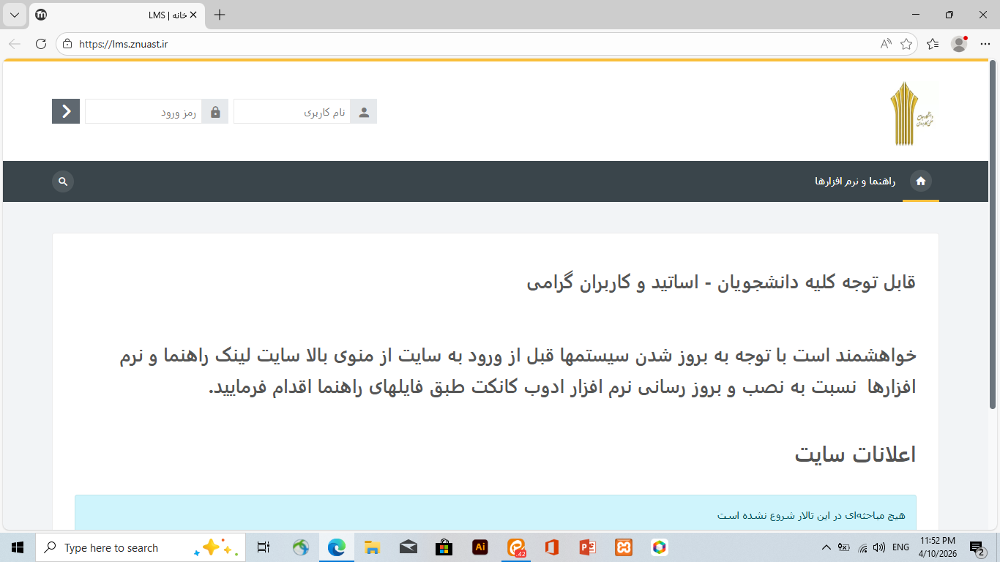 خانه | LMS
https://lms.znuast.ir
نام کاربری
رمز ورود
راهنما و نرم افزارها
قابل توجه کلیه دانشجویان - اساتید و کاربران گرامی
خواهشمند است با توجه به بروز شدن سیستمها قبل از ورود به سایت از منوی بالا سایت لینک راهنما و نرم
افزارها نسبت به نصب و بروز رسانی نرم افزار ادوب کانکت طبق فایلهای راهنما اقدام فرمایید.
اعلانات سایت
هیچ مباحثه‌ای در این تالار شروع نشده است
Type here to search
Ai
42
ENG
11:52 PM
4/10/2026
2